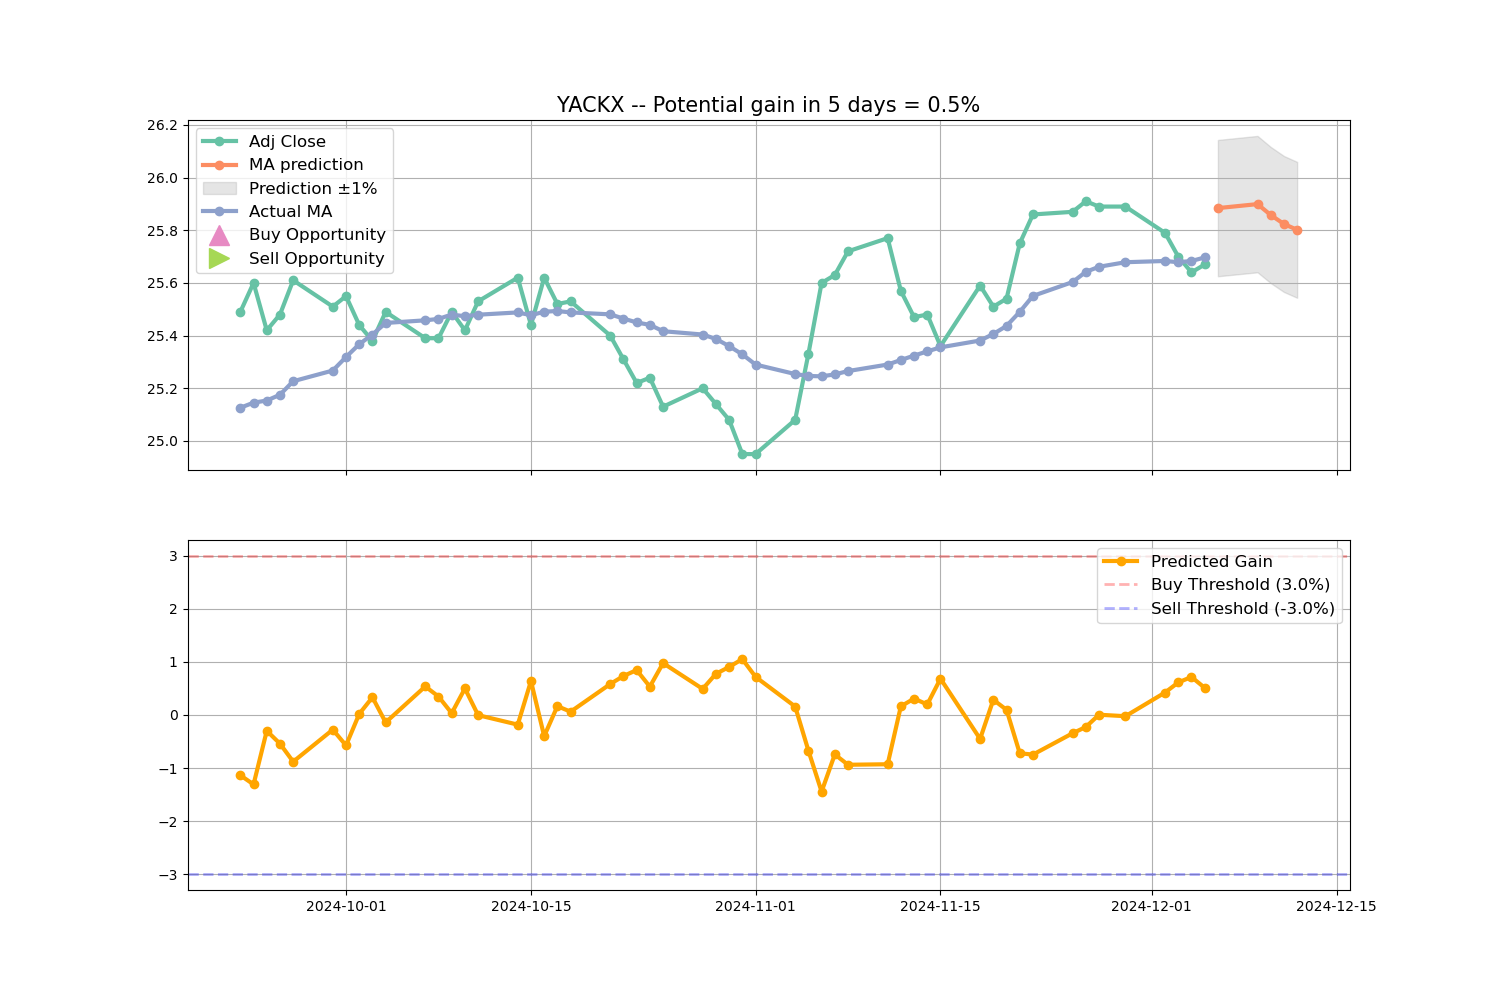 YACKX -- Potential gain in 5 days = 0.5%
26.2
26.0
25.8
25.6
25.4
25.2
25.0
Adj Close
MA prediction
Prediction ±1%
Actual MA
Buy Opportunity
Sell Opportunity
3
2
1
0
−1
−2
−3
Predicted Gain
Buy Threshold (3.0%)
Sell Threshold (-3.0%)
2024-10-01 2024-10-15 2024-11-01 2024-11-15 2024-12-01 2024-12-15